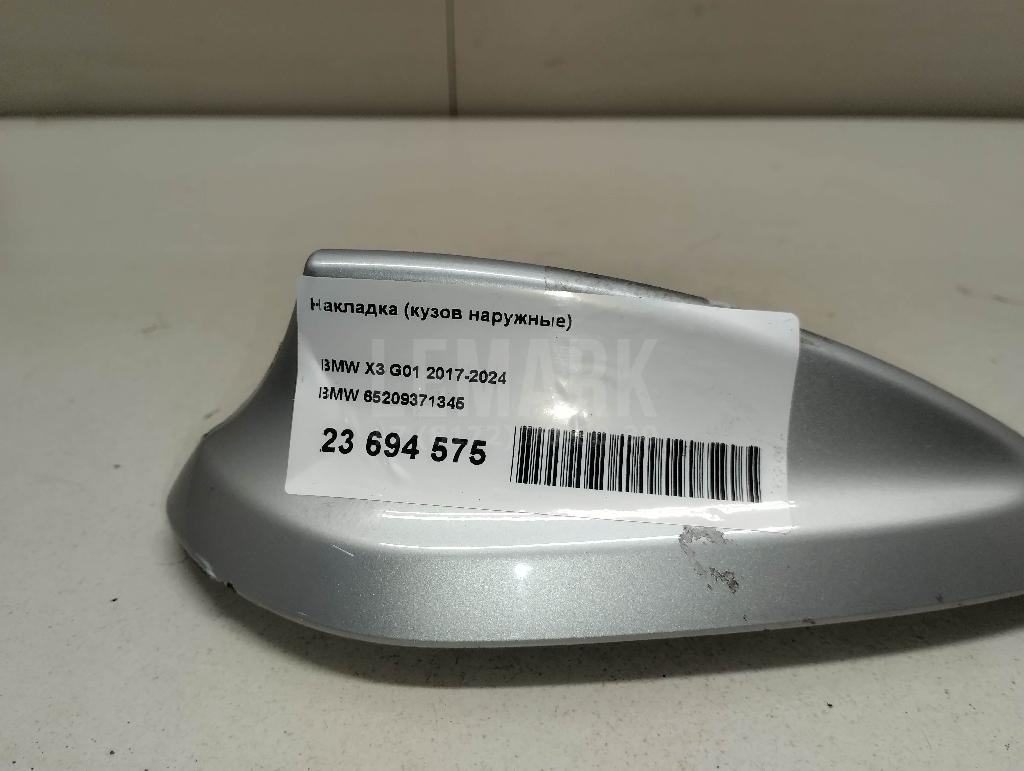 Накладка (кузов наружные)
LEMARK
BMW X3 G01 2017-2024
BMW 65209371345
23 694 575